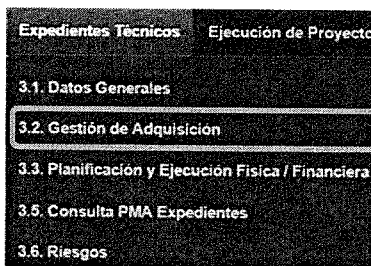 Expedientes Técnicos Ejecución de Proyecto
3.1. Datos Generales
3.2. Gestión de Adquisición
3.3. Planificación y Ejecución Física / Financiera
3.5. Consulta PMA Expedientes
3.6. Riesgos